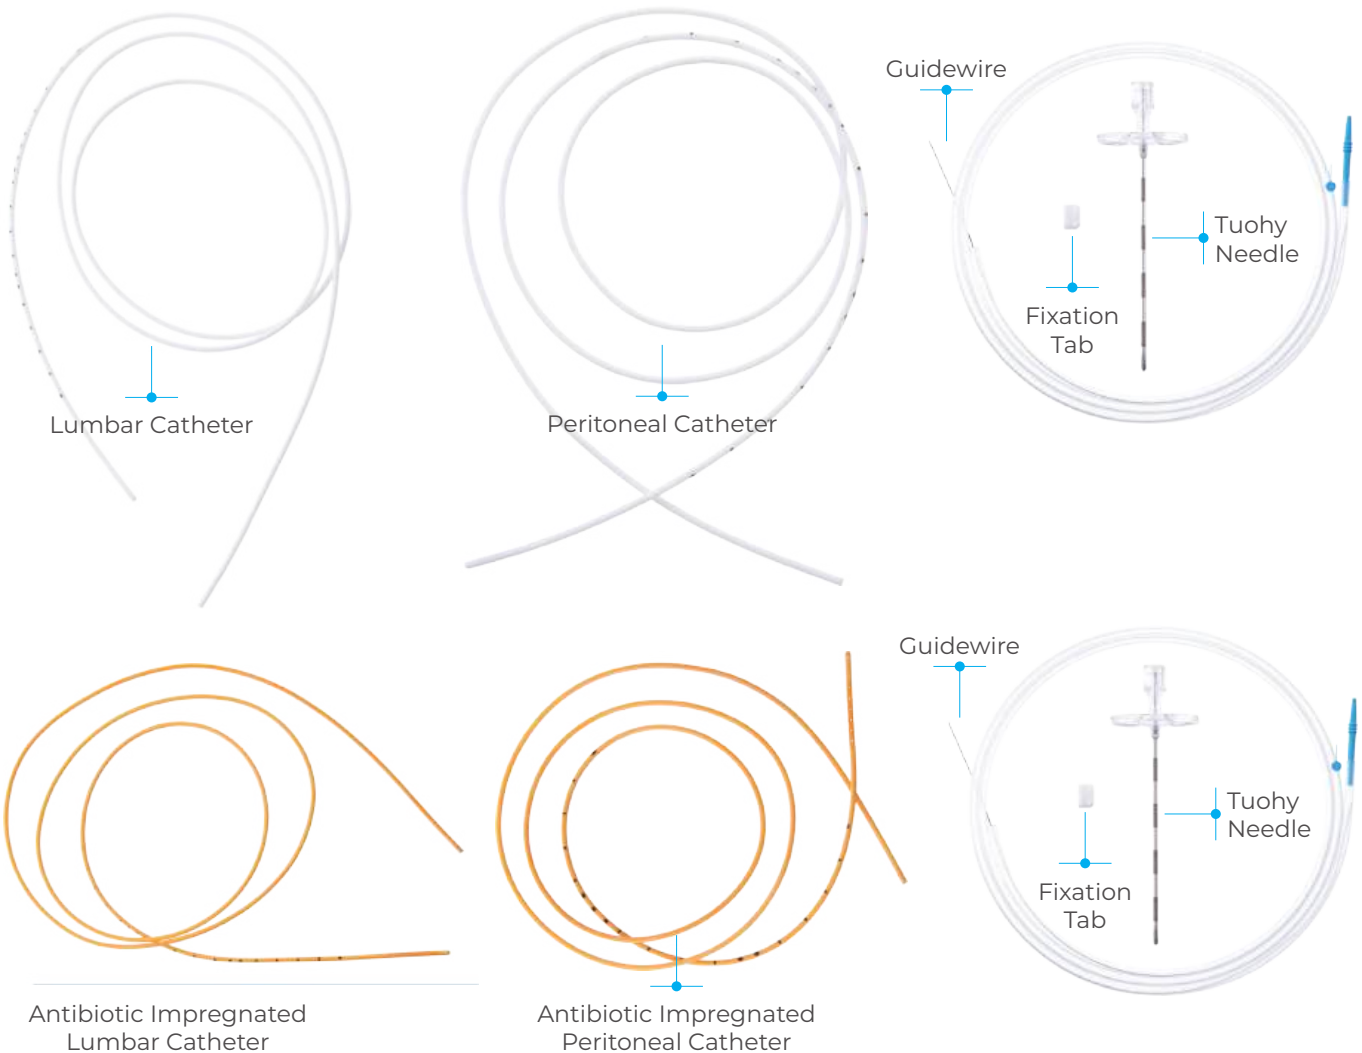 Guidewire
Tuohy
Needle
Fixation
Tab
Lumbar Catheter
Peritoneal Catheter
Guidewire
Tuohy
Needle
Fixation
Tab
Antibiotic Impregnated
Lumbar Catheter
Antibiotic Impregnated
Peritoneal Catheter